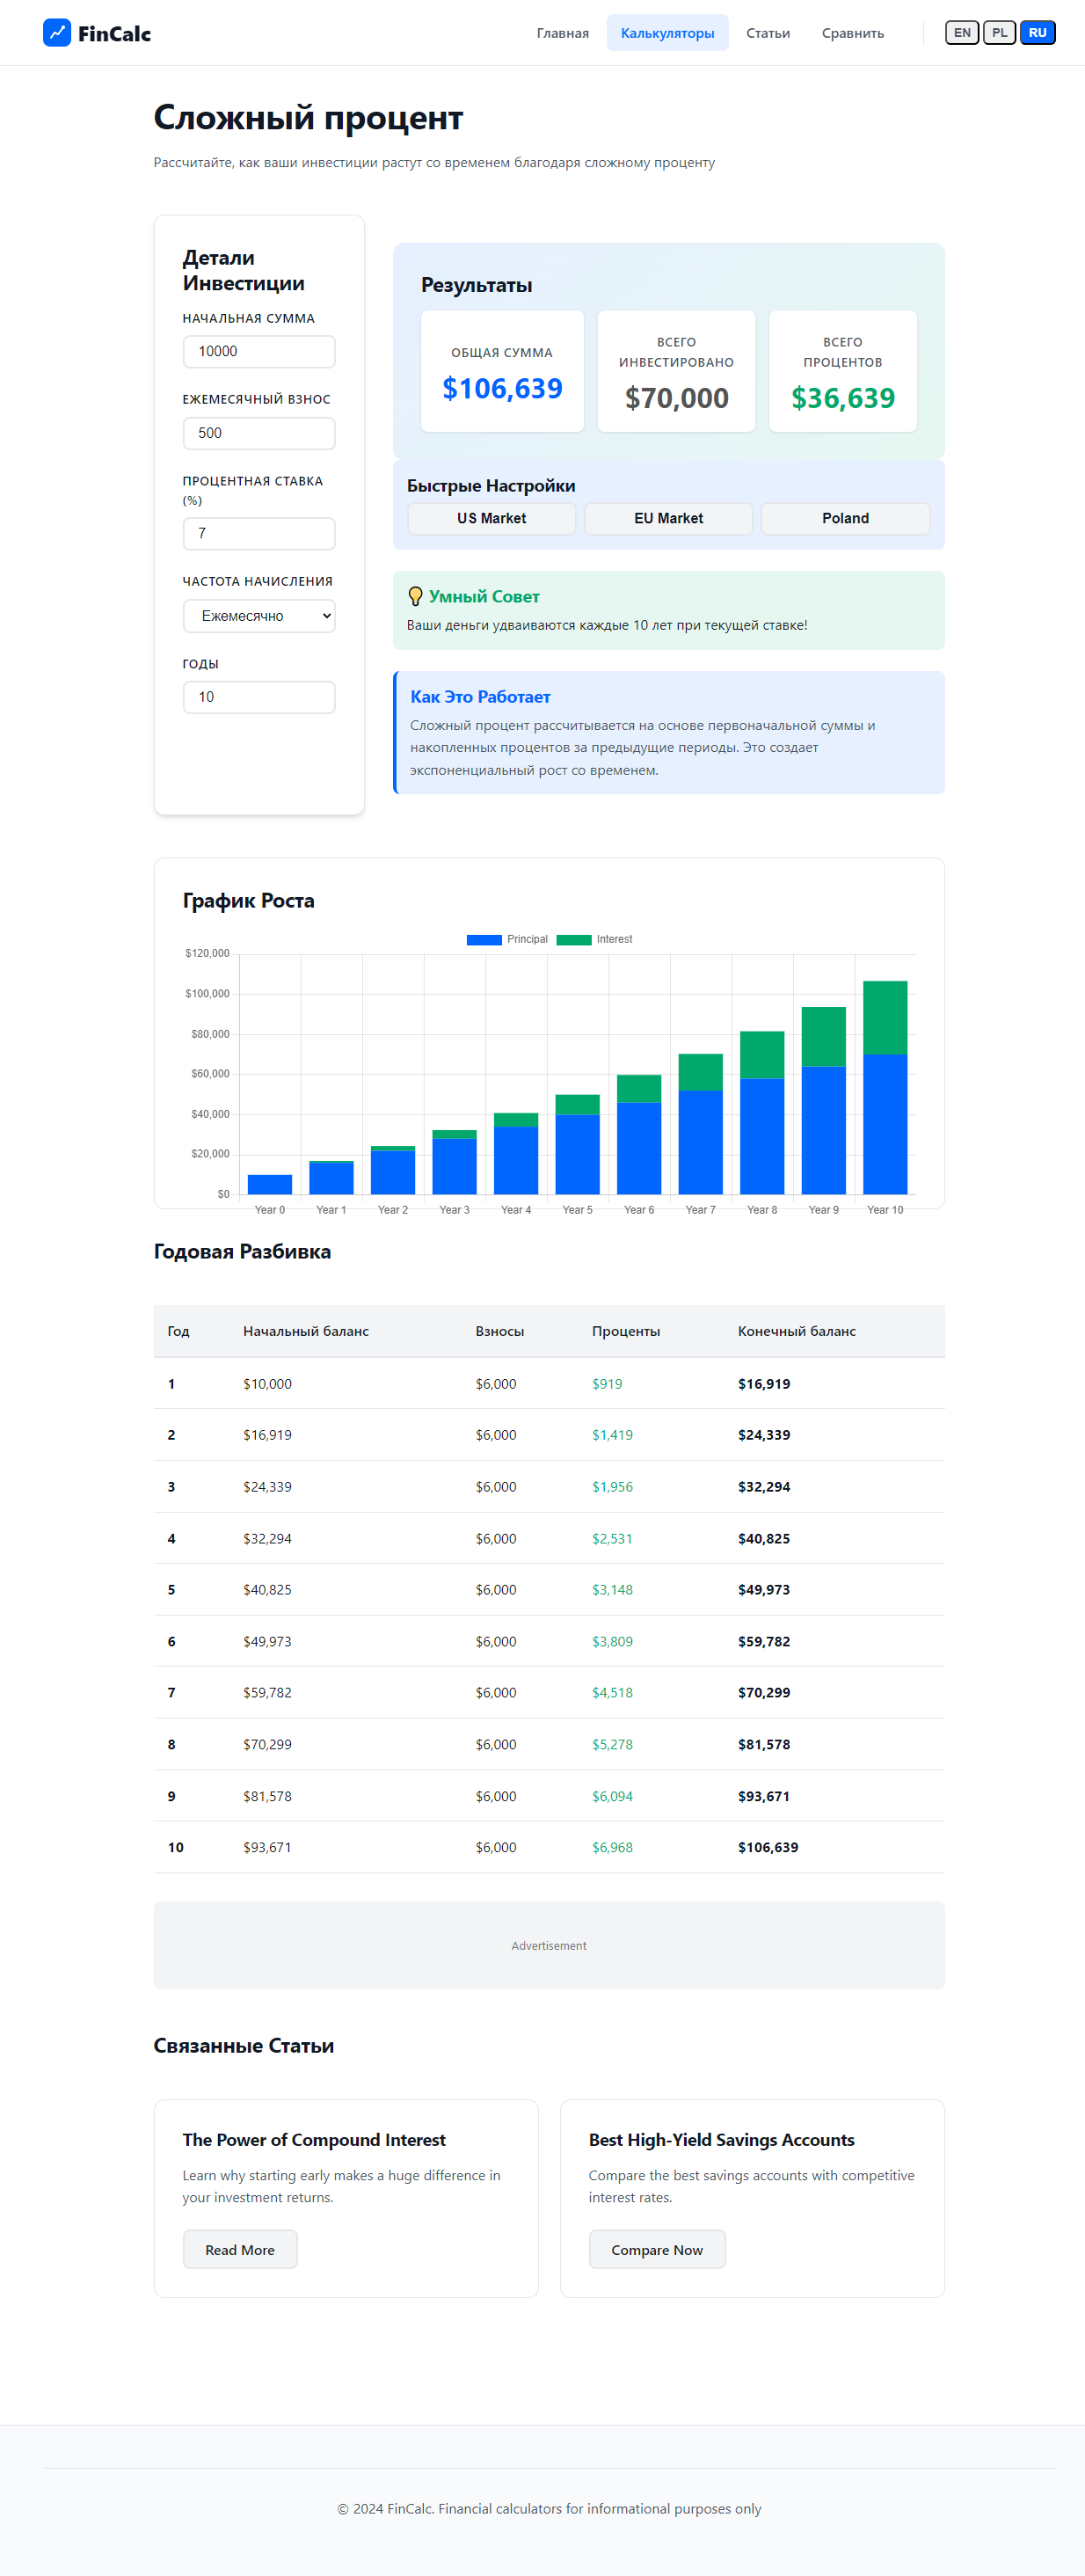 FinCalc
Главная
Калькуляторы
Статьи
Сравнить
EN
PL
RU
Сложный процент
Рассчитайте, как ваши инвестиции растут со временем благодаря сложному проценту
Детали
Инвестиции
НАЧАЛЬНАЯ СУММА
10000
ЕЖЕМЕСЯЧНЫЙ ВЗНОС
500
ПРОЦЕНТНАЯ СТАВКА
(%)
7
ЧАСТОТА НАЧИСЛЕНИЯ
Ежемесячно
ГОДЫ
10
Результаты
ОБЩАЯ СУММА
$106,639
ВСЕГО
ИНВЕСТИРОВАНО
$70,000
ВСЕГО
ПРОЦЕНТОВ
$36,639
Быстрые Настройки
US Market
EU Market
Poland
Умный Совет
Ваши деньги удваиваются каждые 10 лет при текущей ставке!
Как Это Работает
Сложный процент рассчитывается на основе первоначальной суммы и
накопленных процентов за предыдущие периоды. Это создает
экспоненциальный рост со временем.
График Роста
Principal
Interest
$120,000
$100,000
$80,000
$60,000
$40,000
$20,000
$0
Year 0
Year 1
Year 2
Year 3
Year 4
Year 5
Year 6
Year 7
Year 8
Year 9
Year 10
Годовая Разбивка
Год Начальный баланс Взносы Проценты Конечный баланс
1 $10,000 $6,000 $919 $16,919
2 $16,919 $6,000 $1,419 $24,339
3 $24,339 $6,000 $1,956 $32,294
4 $32,294 $6,000 $2,531 $40,825
5 $40,825 $6,000 $3,148 $49,973
6 $49,973 $6,000 $3,809 $59,782
7 $59,782 $6,000 $4,518 $70,299
8 $70,299 $6,000 $5,278 $81,578
9 $81,578 $6,000 $6,094 $93,671
10 $93,671 $6,000 $6,968 $106,639
Advertisement
Связанные Статьи
The Power of Compound Interest
Learn why starting early makes a huge difference in
your investment returns.
Read More
Best High-Yield Savings Accounts
Compare the best savings accounts with competitive
interest rates.
Compare Now
© 2024 FinCalc. Financial calculators for informational purposes only